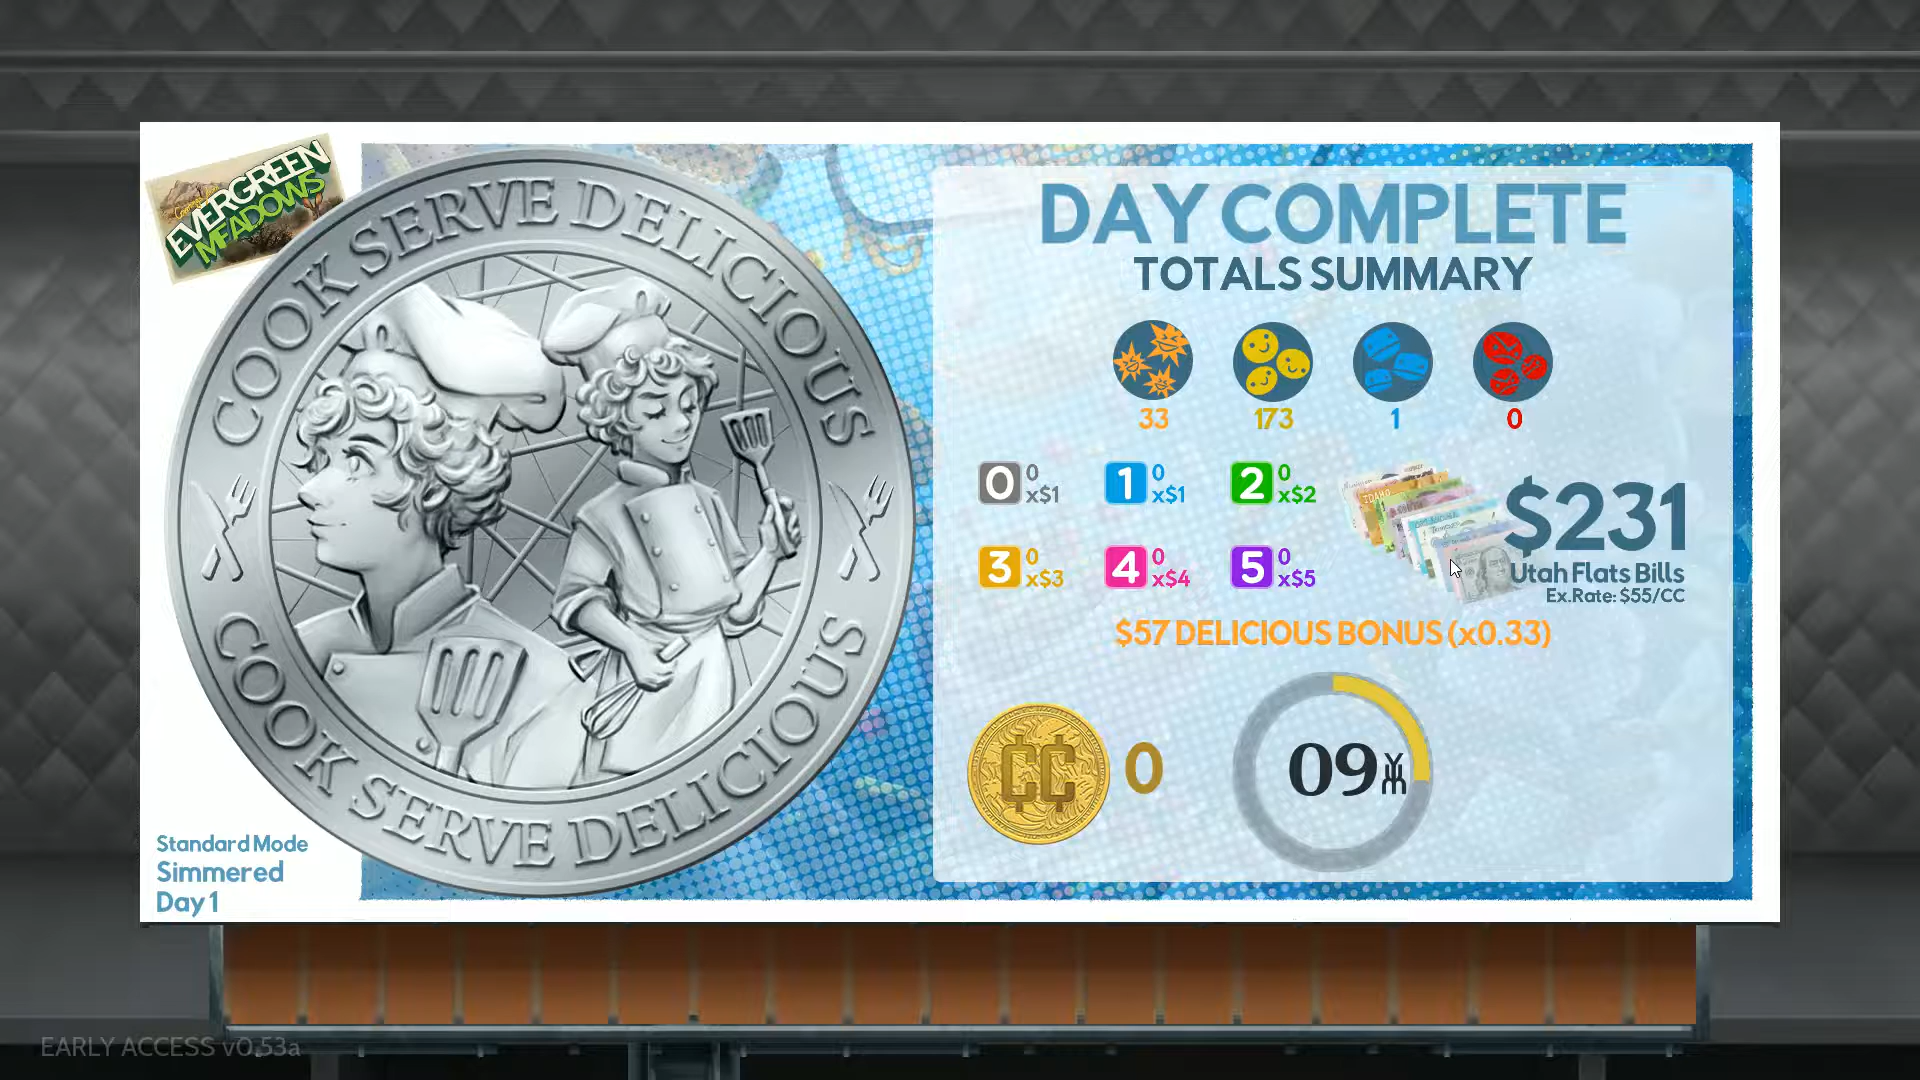 EVERGREEN
MEADOWS
COOK SERVE DELICIOUS
COOK SERVE DELICIOUS
DAY COMPLETE
TOTALS SUMMARY
33 173 1 0
0 0 x$1 1 0 x$1 2 0 x$2
3 0 x$3 4 0 x$4 5 0 x$5
IDAHO
$231
Utah Flats Bills
Ex.Rate: $55/CC
$57 DELICIOUS BONUS (x0.33)
CC 0
09
Standard Mode
Simmered
Day 1
EARLY ACCESS v0.53a